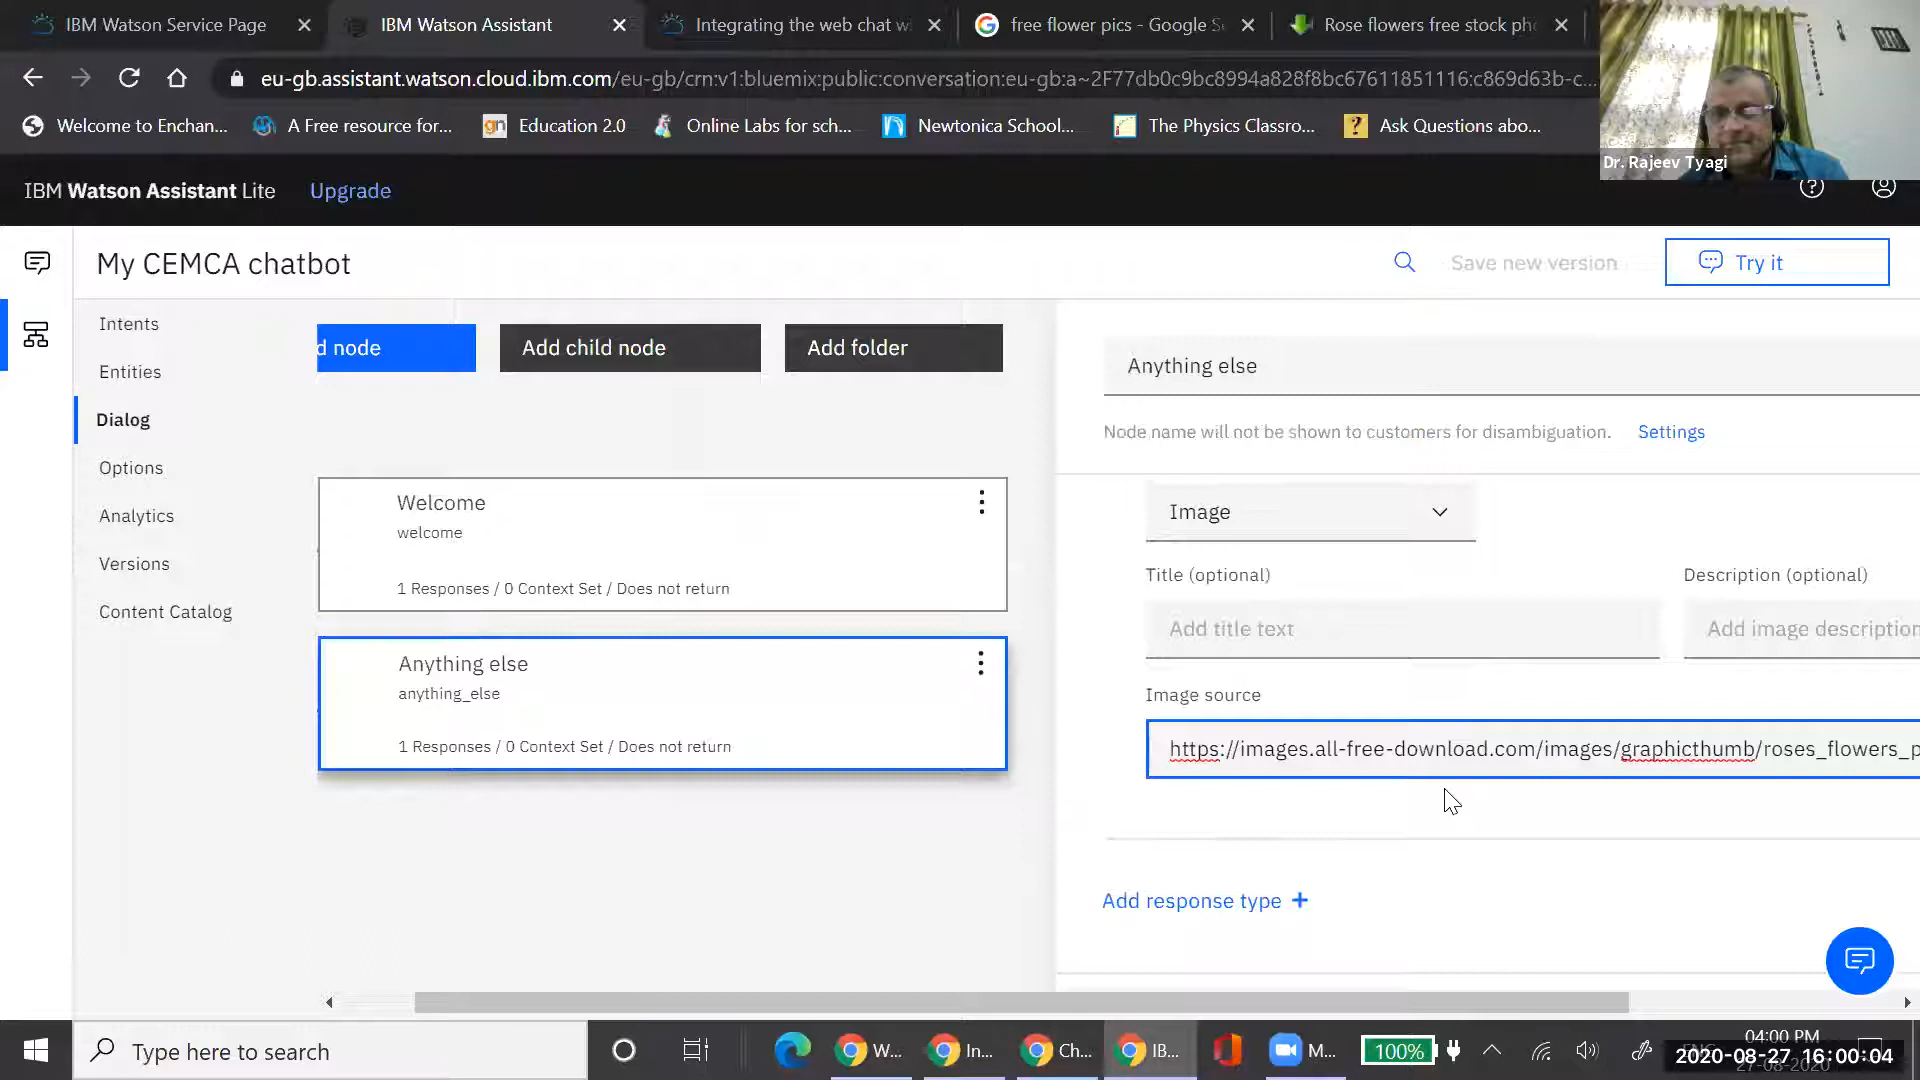 IBM Watson Service Page
IBM Watson Assistant
Integrating the web chat w
free flower pics - Google S
Rose flowers free stock ph
eu-gb.assistant.watson.cloud.ibm.com/eu-gb/crn:v1:bluemix:public:conversation:eu-gb:a~2F77db0c9bc8994a828f8bc67611851116:c869d63b-c...
Welcome to Enchan...
A Free resource for...
gn Education 2.0
Online Labs for sch...
Newtonica School...
The Physics Classro...
? Ask Questions abo...
Dr. Rajeev Tyagi
IBM Watson Assistant Lite
Upgrade
My CEMCA chatbot
Save new version
Try it
Intents
Entities
Dialog
Options
Analytics
Versions
Content Catalog
d node
Add child node
Add folder
Welcome
welcome
1 Responses / 0 Context Set / Does not return
Anything else
anything_else
1 Responses / 0 Context Set / Does not return
Anything else
Node name will not be shown to customers for disambiguation.
Settings
Image
Title (optional)
Description (optional)
Add title text
Add image description
Image source
https://images.all-free-download.com/images/graphicthumb/roses_flowers_p
Add response type +
Type here to search
W...
In...
Ch...
IB...
M...
100%
04:00 PM
2020-08-27 16:00:04
27-08-2020